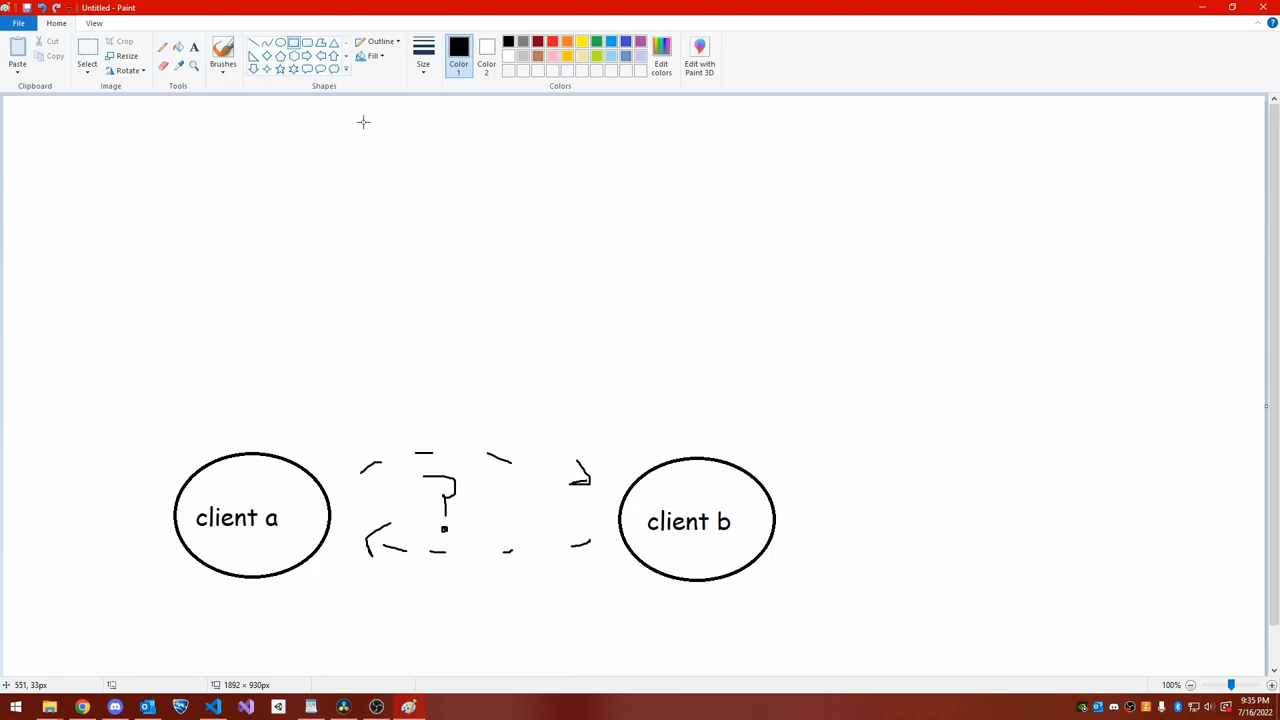 Untitled - Paint
File Home View
Paste
Cut
Copy
Clipboard
Select
Crop
Resize
Rotate
Image
Tools
Brushes
Outline
Fill
Shapes
Size
Color 1
Color 2
Edit colors
Edit with Paint 3D
Colors
?
client a
client b
551, 33px
1892 × 930px
100%
9:35 PM
7/16/2022